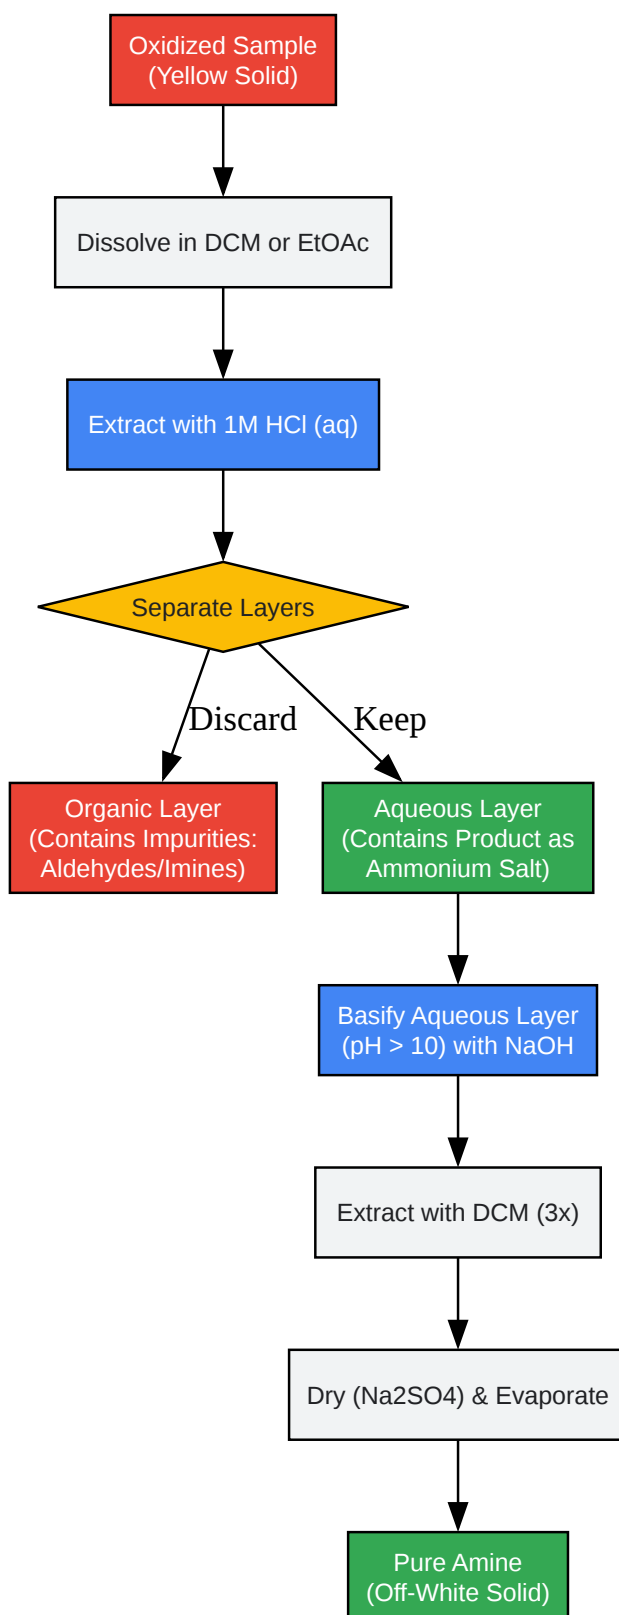 Oxidized Sample
(Yellow Solid)
Dissolve in DCM or EtOAc
Extract with 1M HCl (aq)
Separate Layers
Discard
Keep
Organic Layer
(Contains Impurities:
Aldehydes/Imines)
Aqueous Layer
(Contains Product as
Ammonium Salt)
Basify Aqueous Layer
(pH > 10) with NaOH
Extract with DCM (3x)
Dry (Na2SO4) & Evaporate
Pure Amine
(Off-White Solid)